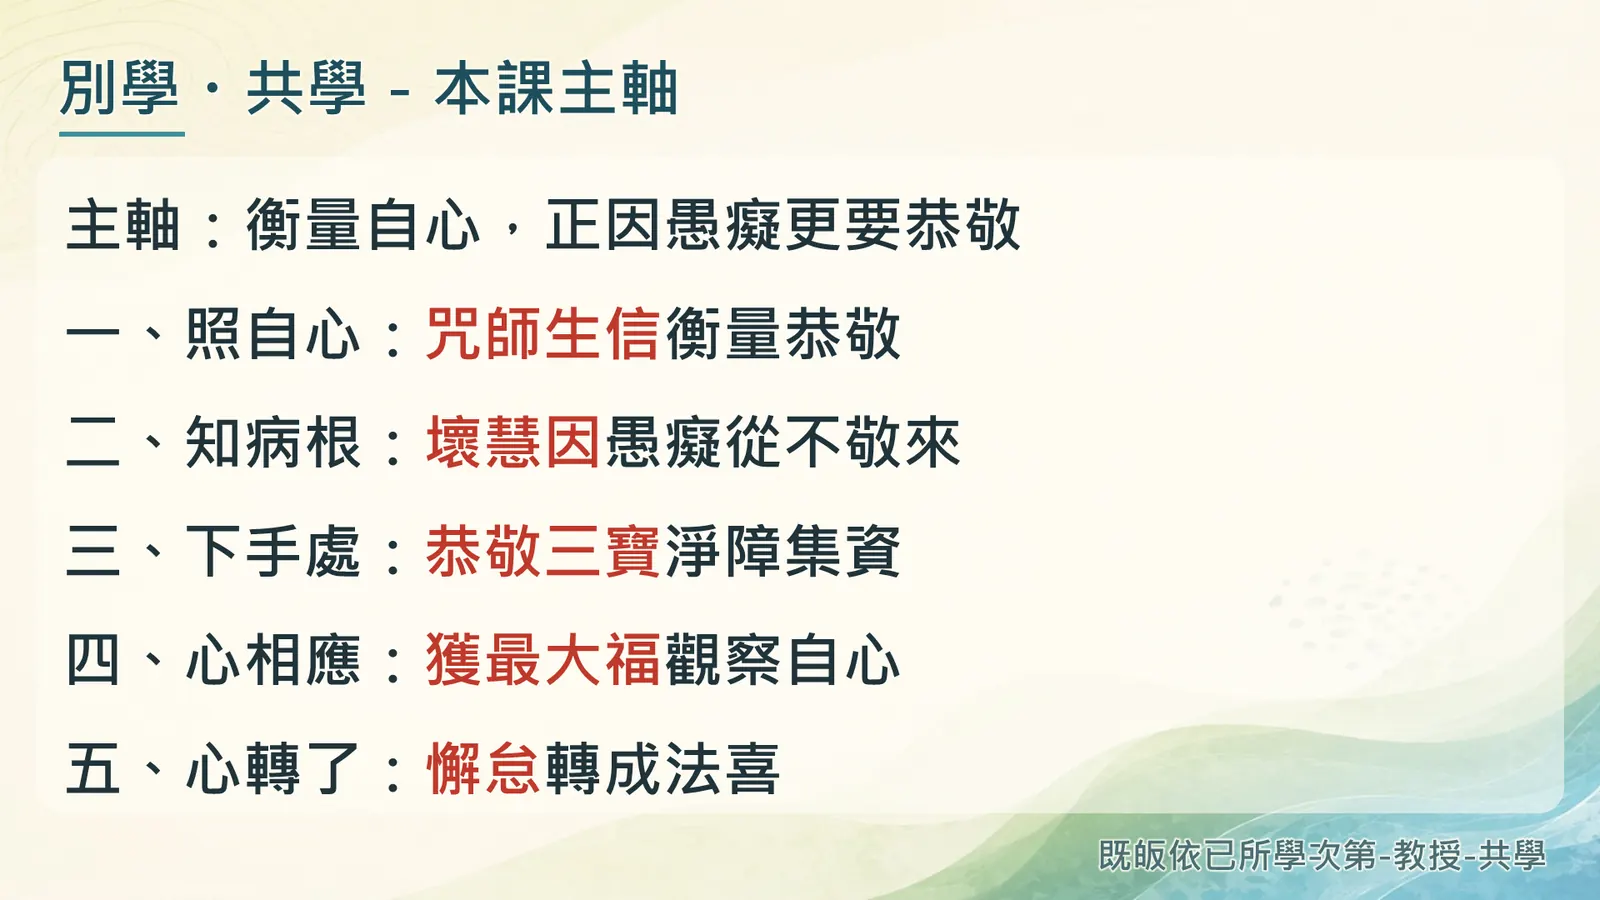 別學・共學 - 本課主軸
主軸：衡量自心，正因愚癡更要恭敬
一、照自心：咒師生信衡量恭敬
二、知病根：壞慧因愚癡從不敬來
三、下手處：恭敬三寶淨障集資
四、心相應：獲最大福觀察自心
五、心轉了：懈怠轉成法喜
既皈依已所學次第-教授-共學